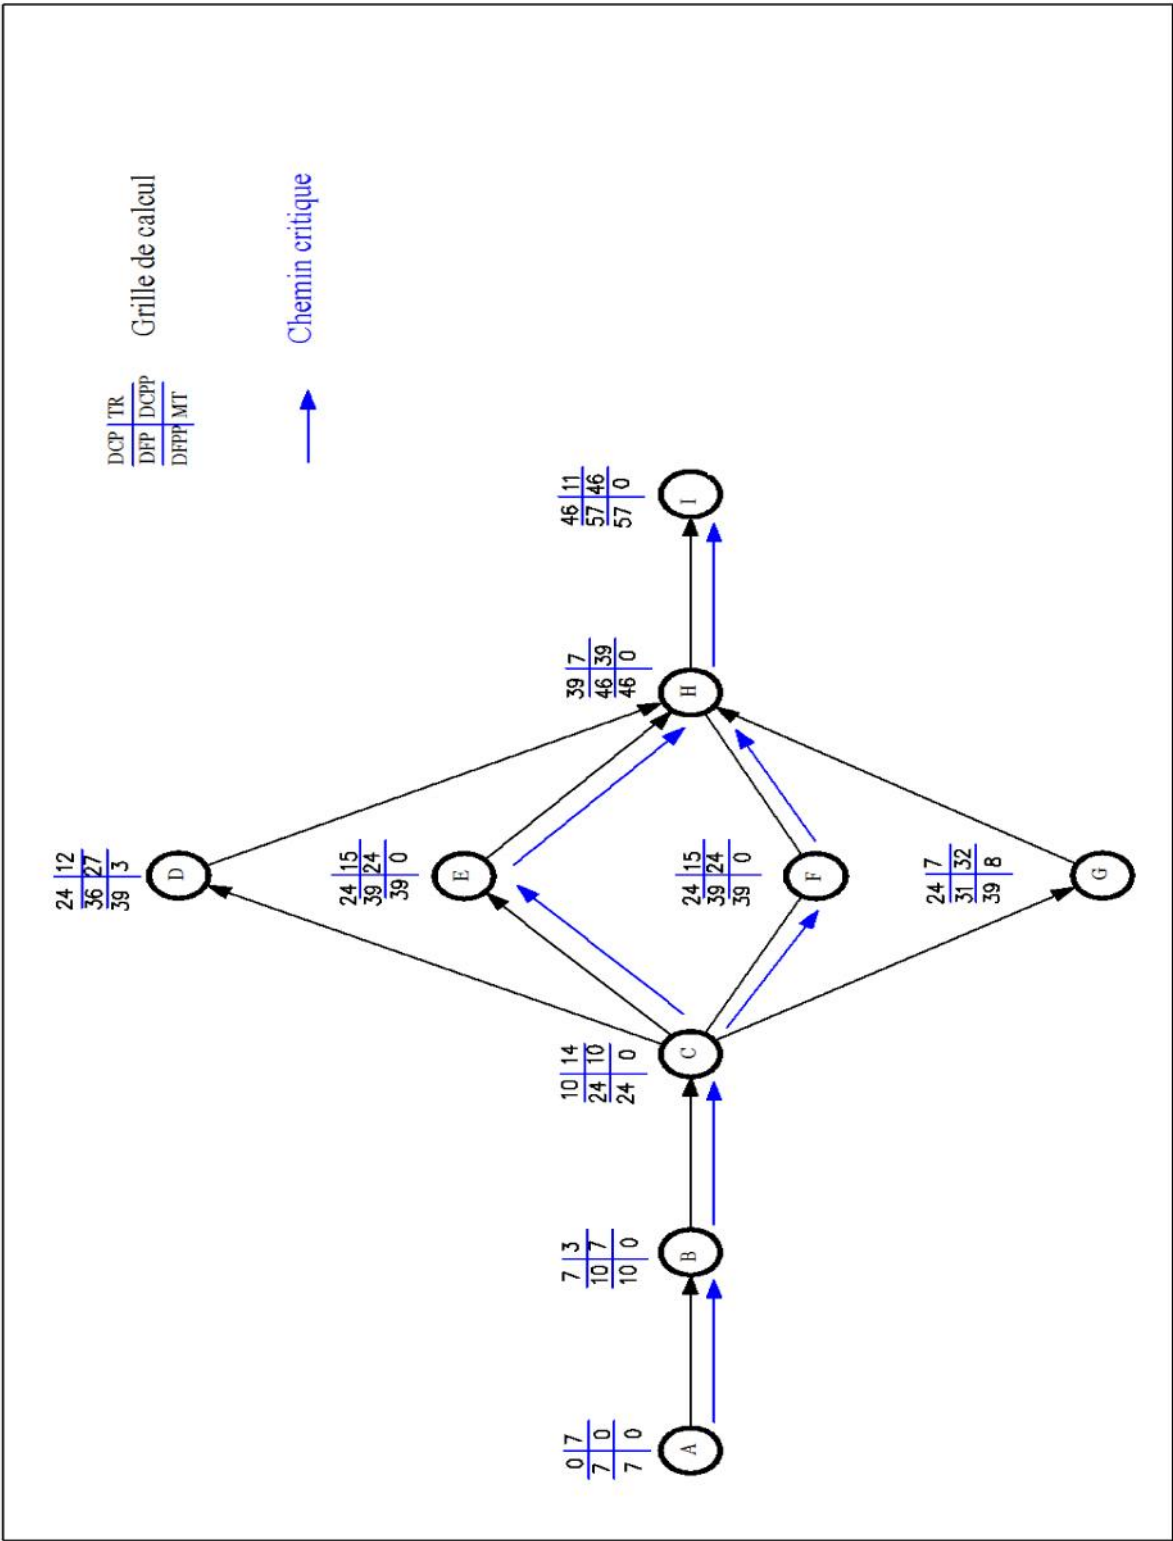 DCP TR
DFP DCPP
DFPP MT
Grille de calcul
Chemin critique
24 12
36 27
39 3
D
24 15
39 24
39 0
E
0 7
7 0
7 0
A
7 3
10 7
10 0
B
10 14
24 10
24 0
C
39 7
46 39
46 0
H
46 11
57 46
57 0
I
24 15
39 24
39 0
F
24 7
31 32
39 8
G